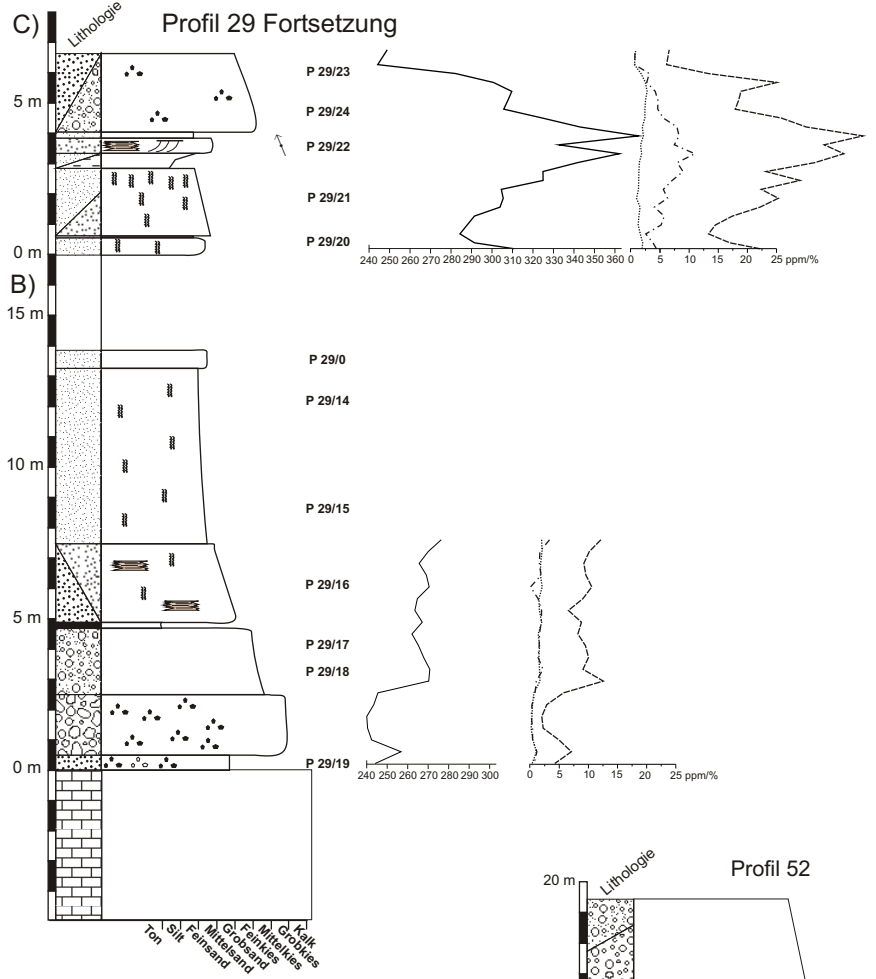 C)
Lithologie
Profil 29 Fortsetzung
P 29/23
5 m
P 29/24
P 29/22
P 29/21
P 29/20
0 m
240 250 260 270 280 290 300 310 320 330 340 350 360
0 5 10 15 20 25 ppm/%
B)
15 m
P 29/0
P 29/14
10 m
P 29/15
P 29/16
5 m
P 29/17
P 29/18
P 29/19
0 m
240 250 260 270 280 290 300
0 5 10 15 20 25 ppm/%
Ton
Silt
Feinsand
Mittelsand
Grobsand
Feinkies
Mittelkies
Grobkies
Kalk
Profil 52
20 m
Lithologie